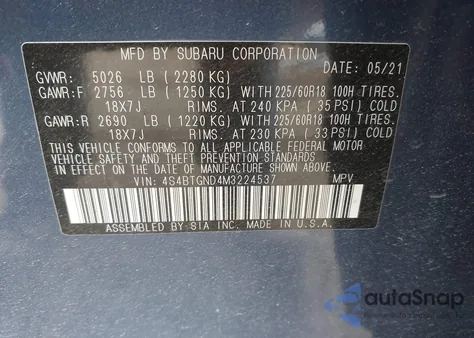 MFD BY SUBARU CORPORATION
DATE: 05/21
GVWR: 5026 LB (2280 KG)
GAWR:F 2756 LB (1250 KG) WITH 225/60R18 100H TIRES.
18X7J RIMS. AT 240 KPA (35 PSI) COLD
GAWR:R 2690 LB (1220 KG) WITH 225/60R18 100H TIRES.
18X7J RIMS. AT 230 KPA (33 PSI) COLD
THIS VEHICLE CONFORMS TO ALL APPLICABLE FEDERAL MOTOR
VEHICLE SAFETY AND THEFT PREVENTION STANDARDS
IN EFFECT ON THE DATE OF MANUFACTURE SHOWN ABOVE.
VIN: 4S4BTGND4M3224537 MPV
ASSEMBLED BY SIA INC. MADE IN U.S.A.
autaSnap